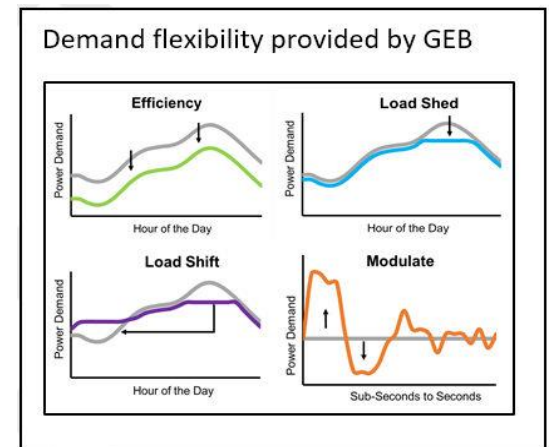 Demand flexibility provided by GEB
Efficiency
Power Demand
Hour of the Day
Load Shed
Power Demand
Hour of the Day
Load Shift
Power Demand
Hour of the Day
Modulate
Power Demand
Sub-Seconds to Seconds